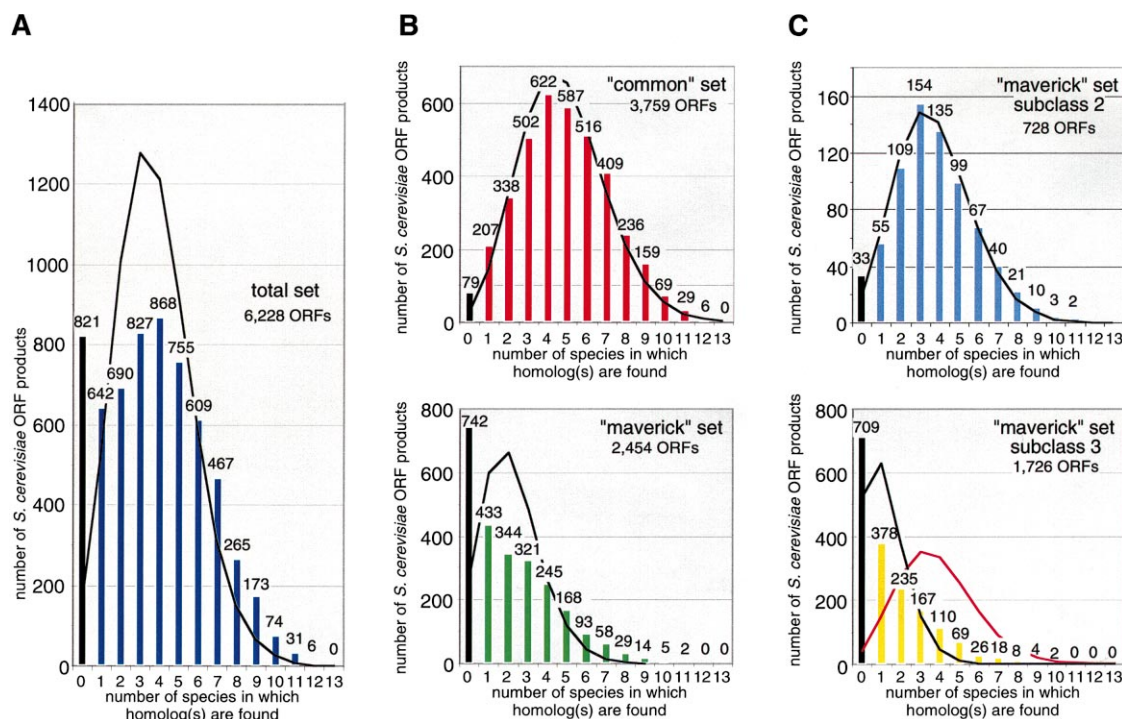 A
number of S. cerevisiae ORF products
1400
1200
1000
800
600
400
200
0
total set
6,228 ORFs
821
642
690
827
868
755
609
467
265
173
74
31
6
0
0 1 2 3 4 5 6 7 8 9 10 11 12 13
number of species in which
homolog(s) are found
B
number of S. cerevisiae ORF products
600
400
200
0
"common" set
3,759 ORFs
79
207
338
502
622
587
516
409
236
159
69
29
6
0
0 1 2 3 4 5 6 7 8 9 10 11 12 13
number of species in which
homolog(s) are found
number of S. cerevisiae ORF products
800
600
400
200
0
"maverick" set
2,454 ORFs
742
433
344
321
245
168
93
58
29
14
5
2
0
0
0 1 2 3 4 5 6 7 8 9 10 11 12 13
number of species in which
homolog(s) are found
C
number of S. cerevisiae ORF products
160
120
80
40
0
"maverick" set
subclass 2
728 ORFs
33
55
109
154
135
99
67
40
21
10
3
2
0 1 2 3 4 5 6 7 8 9 10 11 12 13
number of species in which
homolog(s) are found
number of S. cerevisiae ORF products
800
600
400
200
0
"maverick" set
subclass 3
1,726 ORFs
709
378
235
167
110
69
26
18
8
4
2
0
0
0
0 1 2 3 4 5 6 7 8 9 10 11 12 13
number of species in which
homolog(s) are found